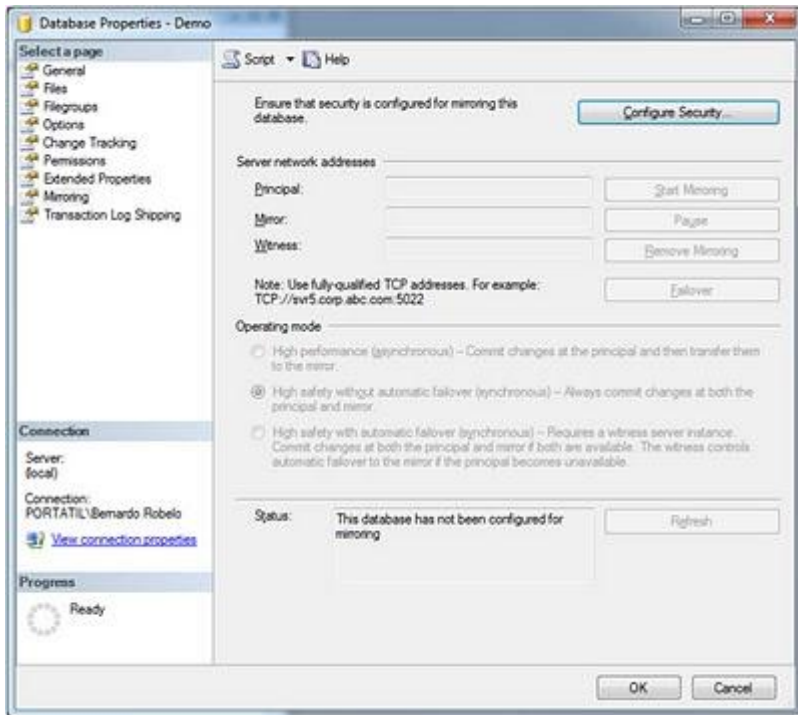 Database Properties - Demo
Select a page
General
Files
Filegroups
Options
Change Tracking
Permissions
Extended Properties
Mirroring
Transaction Log Shipping
Connection
Server:
(local)
Connection:
PORTATIL\Bernardo Robelo
View connection properties
Progress
Ready
Script
Help
Ensure that security is configured for mirroring this
database.
Configure Security...
Server network addresses
Principal:
Start Mirroring
Mirror:
Pause
Witness:
Remove Mirroring
Note: Use fully-qualified TCP addresses. For example:
TCP://svr5.corp.abc.com:5022
Failover
Operating mode
High performance (asynchronous) – Commit changes at the principal and then transfer them
to the mirror.
High safety without automatic failover (synchronous) – Always commit changes at both the
principal and mirror.
High safety with automatic failover (synchronous) – Requires a witness server instance.
Commit changes at both the principal and mirror if both are available. The witness controls
automatic failover to the mirror if the principal becomes unavailable.
Status:
This database has not been configured for
mirroring
Refresh
OK
Cancel